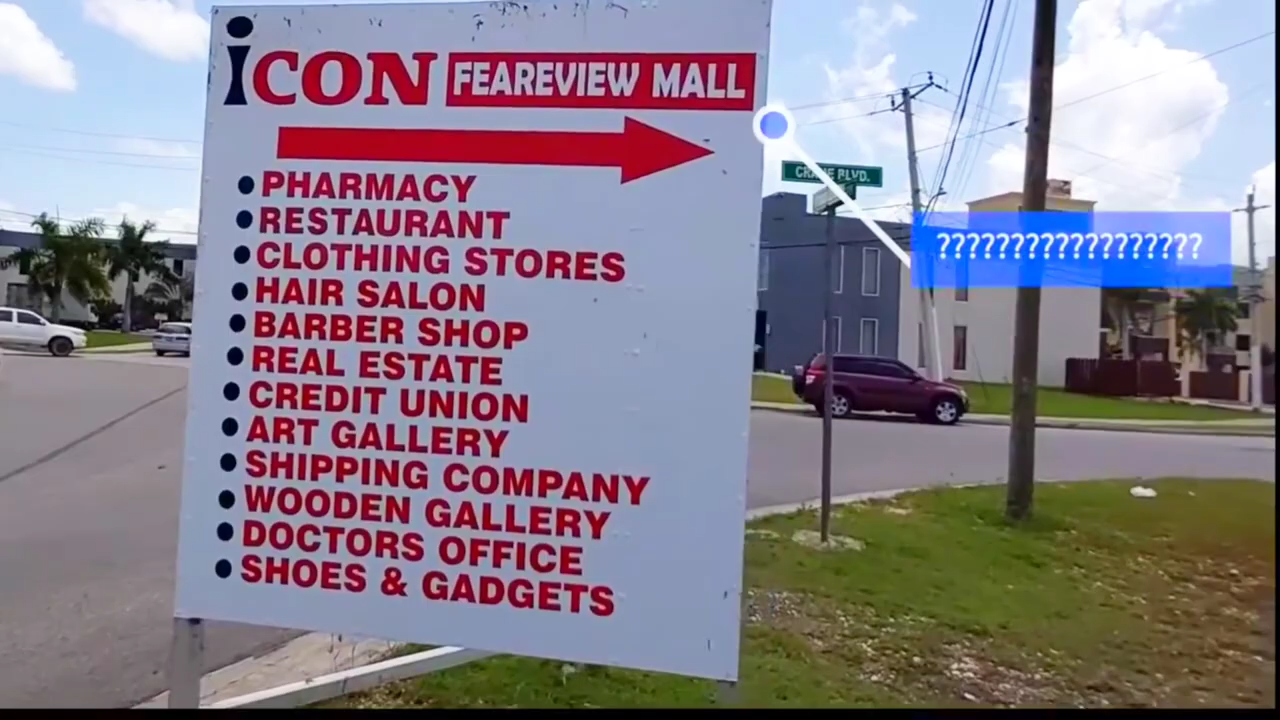 iCON FEAREVIEW MALL
PHARMACY
RESTAURANT
CLOTHING STORES
HAIR SALON
BARBER SHOP
REAL ESTATE
CREDIT UNION
ART GALLERY
SHIPPING COMPANY
WOODEN GALLERY
DOCTORS OFFICE
SHOES & GADGETS
BLVD.
??????????????????